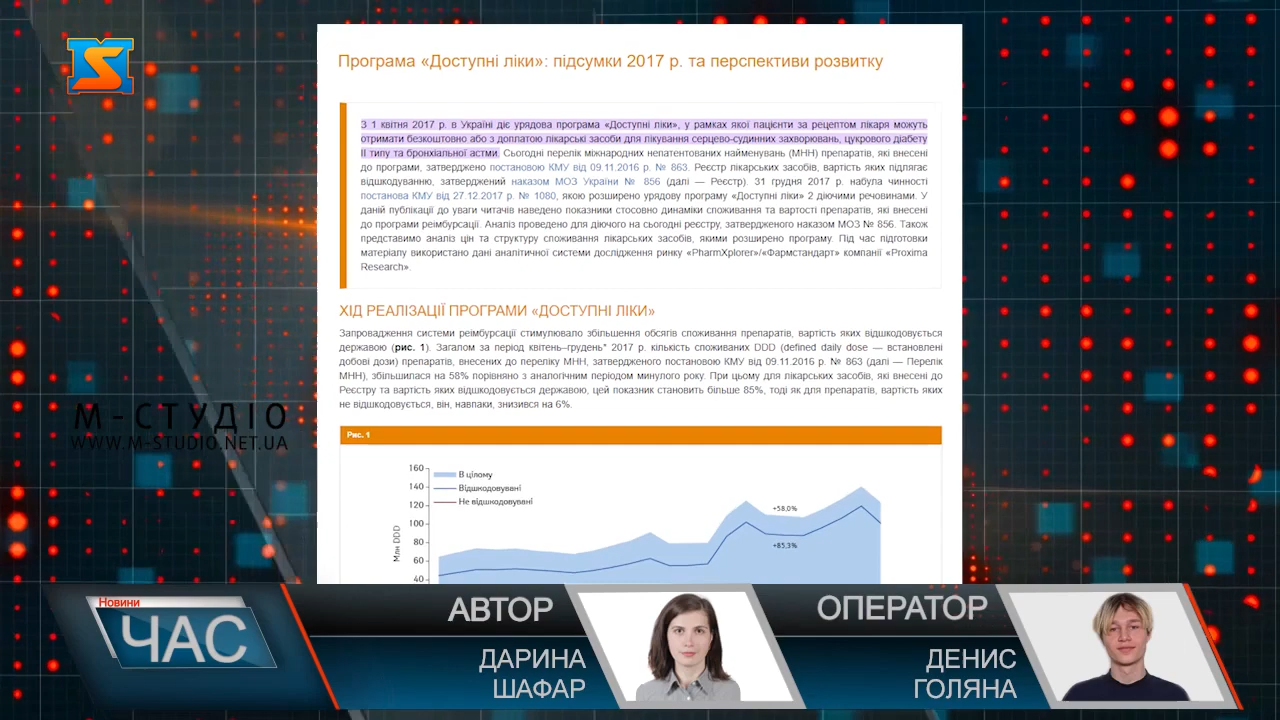 Програма «Доступні ліки»: підсумки 2017 р. та перспективи розвитку
З 1 квітня 2017 р. в Україні діє урядова програма «Доступні ліки», у рамках якої пацієнти за рецептом лікаря можуть
отримати безкоштовно або з доплатою лікарські засоби для лікування серцево-судинних захворювань, цукрового діабету
II типу та бронхіальної астми. Сьогодні перелік міжнародних непатентованих найменувань (МНН) препаратів, які внесені
до програми, затверджено постановою КМУ від 09.11.2016 р. № 863. Реєстр лікарських засобів, вартість яких підлягає
відшкодуванню, затверджений наказом МОЗ України № 856 (далі — Реєстр). 31 грудня 2017 р. набула чинності
постанова КМУ від 27.12.2017 р. № 1080, якою розширено урядову програму «Доступні ліки» 2 діючими речовинами. У
даній публікації до уваги читачів наведено показники стосовно динаміки споживання та вартості препаратів, які внесені
до програми реімбурсації. Аналіз проведено для діючого на сьогодні реєстру, затвердженого наказом МОЗ № 856. Також
представимо аналіз цін та структуру споживання лікарських засобів, якими розширено програму. Під час підготовки
матеріалу використано дані аналітичної системи дослідження ринку «PharmXplorer»/«Фармстандарт» компанії «Proxima
Research».
ХІД РЕАЛІЗАЦІЇ ПРОГРАМИ «ДОСТУПНІ ЛІКИ»
Запровадження системи реімбурсації стимулювало збільшення обсягів споживання препаратів, вартість яких відшкодовується
державою (рис. 1). Загалом за період квітень–грудень* 2017 р. кількість споживаних DDD (defined daily dose — встановлені
добові дози) препаратів, внесених до переліку МНН, затвердженого постановою КМУ від 09.11.2016 р. № 863 (далі — Перелік
МНН), збільшилася на 58% порівняно з аналогічним періодом минулого року. При цьому для лікарських засобів, які внесені до
Реєстру та вартість яких відшкодовується державою, цей показник становить більше 85%, тоді як для препаратів, вартість яких
не відшкодовується, він, навпаки, знизився на 6%.
М-СТУДІО
WWW.M-STUDIO.NET.UA
Рис. 1
160
140
120
100
80
60
40
Млн DDD
В цілому
Відшкодовувані
Не відшкодовувані
+58,0%
+85,3%
Новини
ЧАС
АВТОР
ДАРИНА
ШАФАР
ОПЕРАТОР
ДЕНИС
ГОЛЯНА